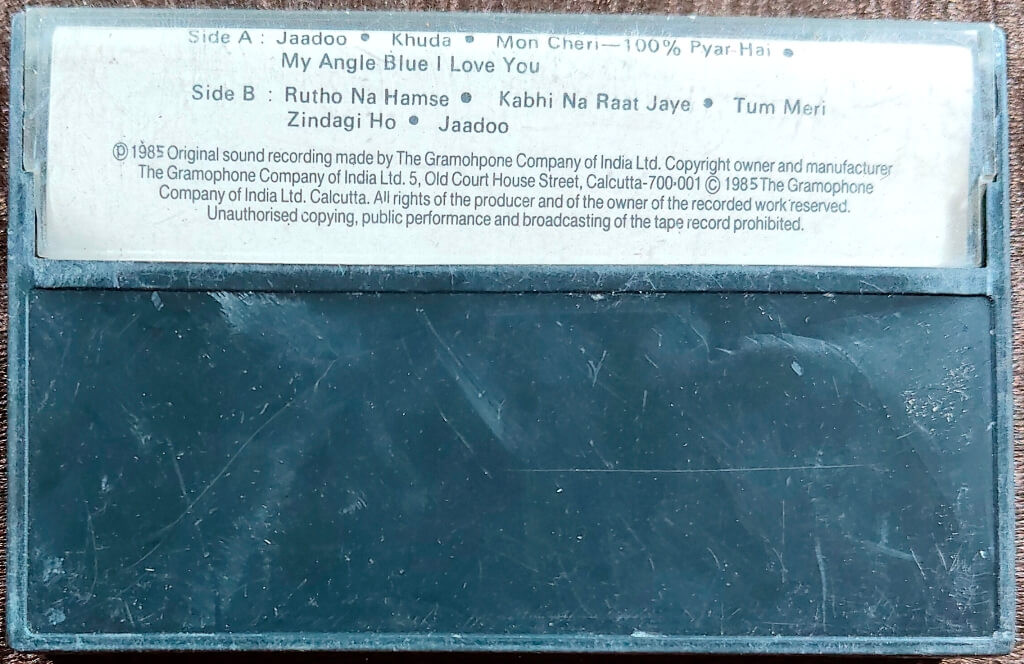 Side A : Jaadoo • Khuda • Mon Cheri—100% Pyar Hai •
My Angle Blue I Love You
Side B : Rutho Na Hamse • Kabhi Na Raat Jaye • Tum Meri
Zindagi Ho • Jaadoo
℗ 1985 Original sound recording made by The Gramohpone Company of India Ltd. Copyright owner and manufacturer
The Gramophone Company of India Ltd. 5, Old Court House Street, Calcutta-700-001 © 1985 The Gramophone
Company of India Ltd. Calcutta. All rights of the producer and of the owner of the recorded work reserved.
Unauthorised copying, public performance and broadcasting of the tape record prohibited.